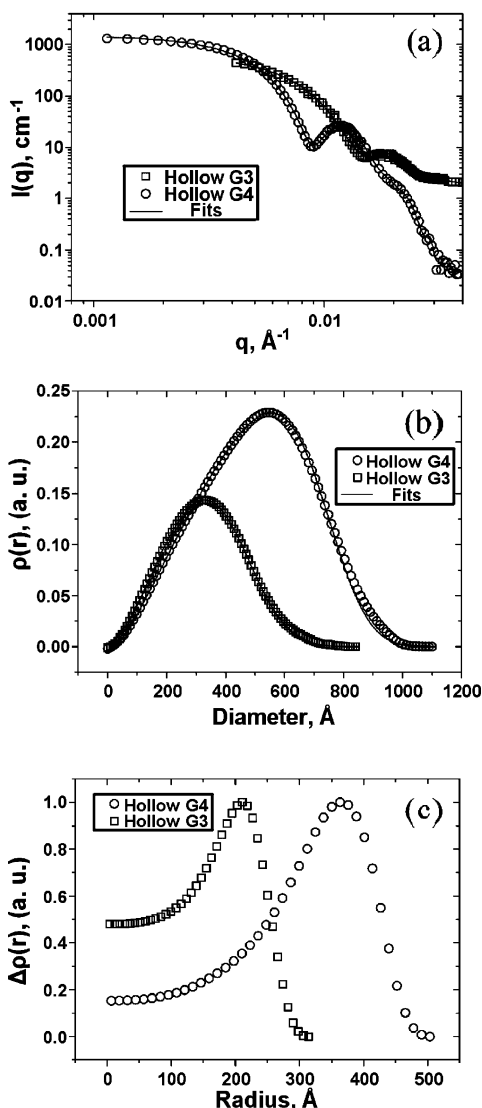 (a)
1000
100
10
1
0.1
0.01
I(q), cm⁻¹
Hollow G3
Hollow G4
Fits
0.001
0.01
q, Å⁻¹
(b)
0.25
0.20
0.15
0.10
0.05
0.00
ρ(r), (a. u.)
Hollow G4
Hollow G3
Fits
0 200 400 600 800 1000 1200
Diameter, Å
(c)
1.0
0.8
0.6
0.4
0.2
0.0
Δρ(r), (a. u.)
Hollow G4
Hollow G3
0 100 200 300 400 500
Radius, Å